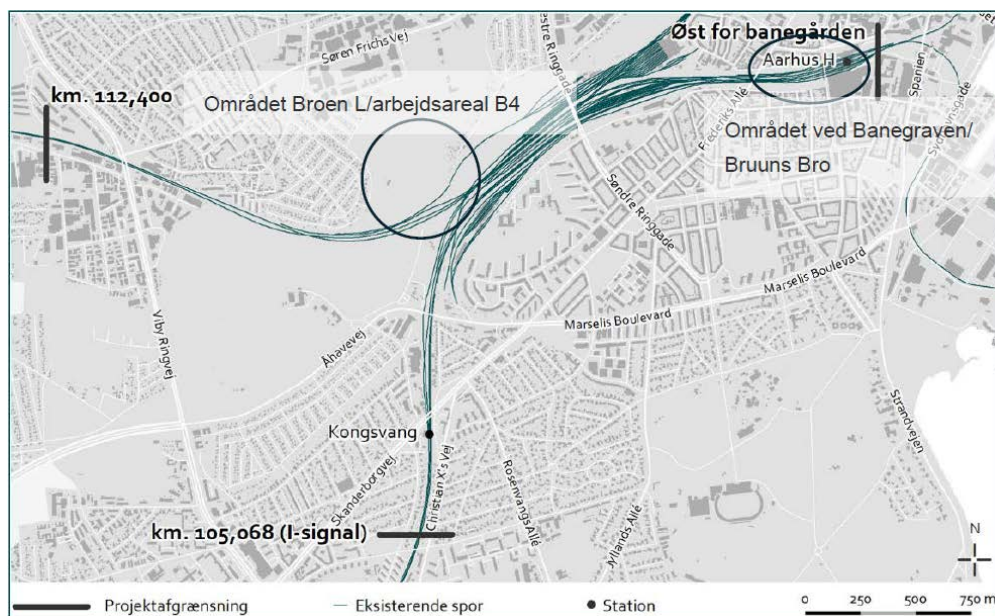 Øst for banegården
Søren Frichs Vej
Aarhus H
Spanien
km. 112,400
Området Broen L/arbejdsareal B4
Frederiks Allé
Området ved Banegraven/
Bruuns Bro
Søndre Ringgade
Marselis Boulevard
Marselis Boulevard
Viby Ringvej
Åhavevej
Strandvejen
Kongsvang
Skanderborgvej
Christian X's Vej
Rosenvangs Allé
Jyllands Allé
km. 105,068 (I-signal)
N
Projektafgrænsning
Eksisterende spor
Station
0 250 500 750 m